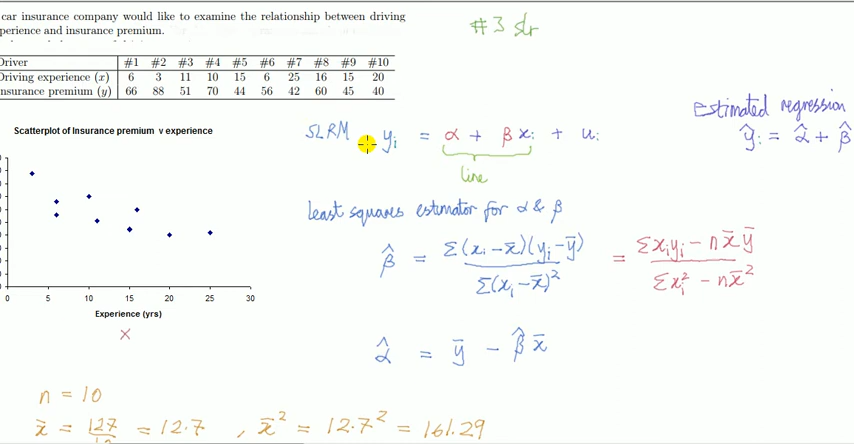 car insurance company would like to examine the relationship between driving
perience and insurance premium.
#3 slr
Driver #1 #2 #3 #4 #5 #6 #7 #8 #9 #10
Driving experience (x) 6 3 11 10 15 6 25 16 15 20
nsurance premium (y) 66 88 51 70 44 56 42 60 45 40
Scatterplot of Insurance premium v experience
0 5 10 15 20 25 30
Experience (yrs)
X
SLRM yᵢ = α + βxᵢ + uᵢ
line
estimated regression
ŷᵢ = α̂ + β̂
least squares estimator for α & β
β̂ = Σ(xᵢ-x̄)(yᵢ-ȳ) / Σ(xᵢ-x̄)² = Σxᵢyᵢ - nx̄ȳ / Σxᵢ² - nx̄²
α̂ = ȳ - β̂x̄
n = 10
x̄ = 127/10 = 12.7 , x̄² = 12.7² = 161.29